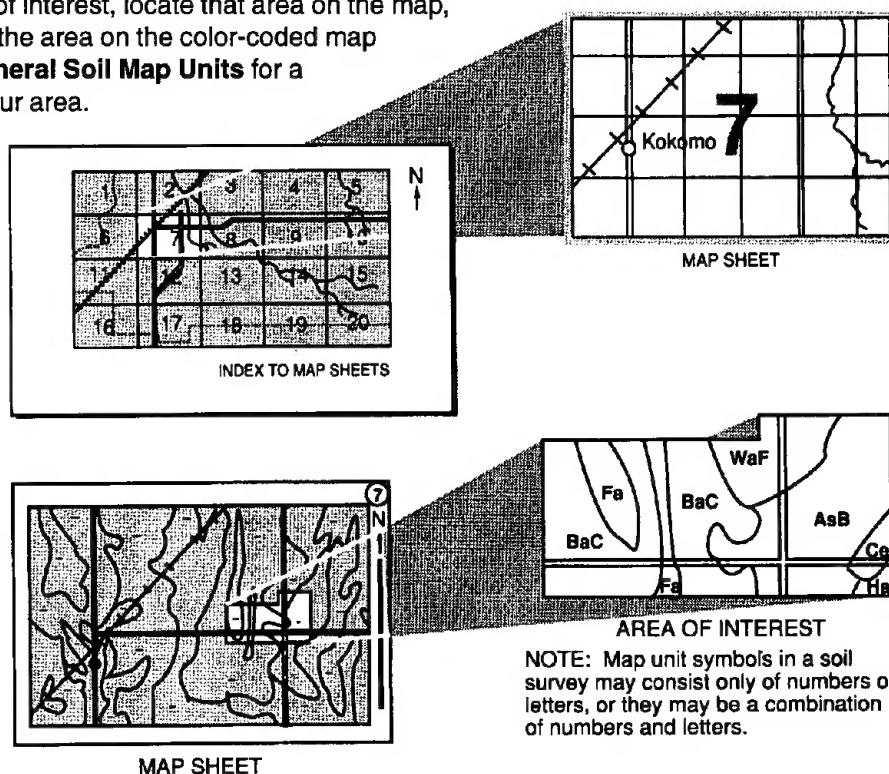 of interest, locate that area on the map,
the area on the color-coded map
neral Soil Map Units for a
ur area.
7
Kokomo
MAP SHEET
N
1 2 3 4 5
6 7 8 9
11 12 13 14 15
16 17 18 19 20
INDEX TO MAP SHEETS
7
N
MAP SHEET
WaF
Fa
BaC
BaC
AsB
Ce
Fa
Ha
AREA OF INTEREST
NOTE: Map unit symbols in a soil
survey may consist only of numbers o
letters, or they may be a combination
of numbers and letters.